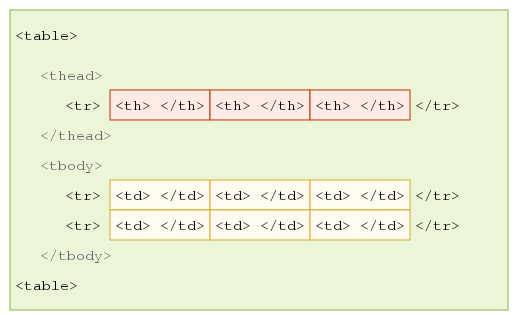 <table>
<thead>
<tr> <th> </th> <th> </th> <th> </th> </tr>
</thead>
<tbody>
<tr> <td> </td> <td> </td> <td> </td> </tr>
<tr> <td> </td> <td> </td> <td> </td> </tr>
</tbody>
<table>